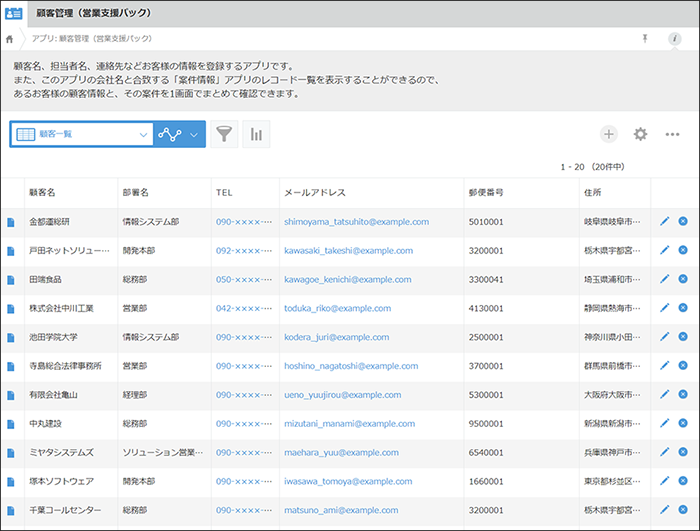 顧客管理（営業支援パック）
アプリ: 顧客管理（営業支援パック）
顧客名、担当者名、連絡先などお客様の情報を登録するアプリです。
また、このアプリの会社名と合致する「案件情報」アプリのレコード一覧を表示することができるので、
あるお客様の顧客情報と、その案件を1画面でまとめて確認できます。
顧客一覧
1 - 20 （20件中）
顧客名 部署名 TEL メールアドレス 郵便番号 住所
金都運総研 情報システム部 090-××××-… shimoyama_tatsuhito@example.com 5010001 岐阜県岐阜市…
戸田ネットソリュー… 開発本部 092-××××-… kawasaki_takeshi@example.com 3200001 栃木県宇都宮…
田端食品 総務部 050-××××-… kawagoe_kenichi@example.com 3300041 埼玉県浦和市…
株式会社中川工業 営業部 042-××××-… toduka_riko@example.com 4130001 静岡県熱海市…
池田学院大学 情報システム部 090-××××-… kodera_juri@example.com 2500001 神奈川県小田…
寺島総合法律事務所 営業部 090-××××-… hoshino_nagatoshi@example.com 3700001 群馬県前橋市…
有限会社亀山 経理部 090-××××-… ueno_yuujirou@example.com 5300001 大阪府大阪市…
中丸建設 総務部 090-××××-… mizutani_manami@example.com 9500001 新潟県新潟市…
ミヤタシステムズ ソリューション営業… 090-××××-… maehara_yuu@example.com 6540001 兵庫県神戸市…
塚本ソフトウェア 開発本部 090-××××-… iwasawa_tomoya@example.com 1660001 東京都杉並区…
千葉コールセンター 総務部 090-××××-… matsuno_ami@example.com 3200001 栃木県宇都宮…